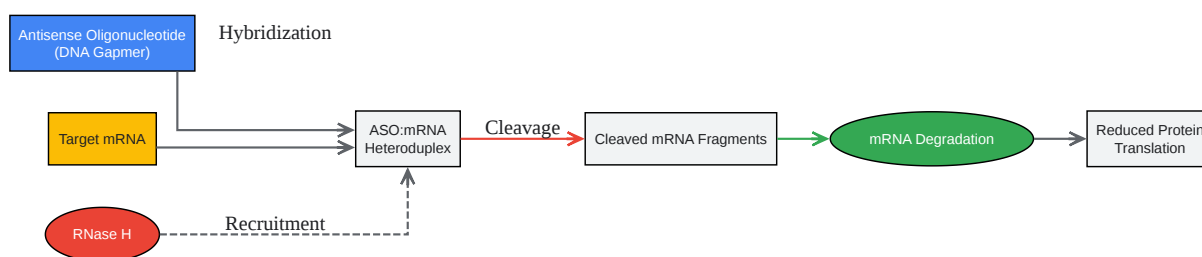 Antisense Oligonucleotide
(DNA Gapmer)
Hybridization
Target mRNA
ASO:mRNA
Heteroduplex
Cleavage
Cleaved mRNA Fragments
mRNA Degradation
Reduced Protein
Translation
RNase H
Recruitment